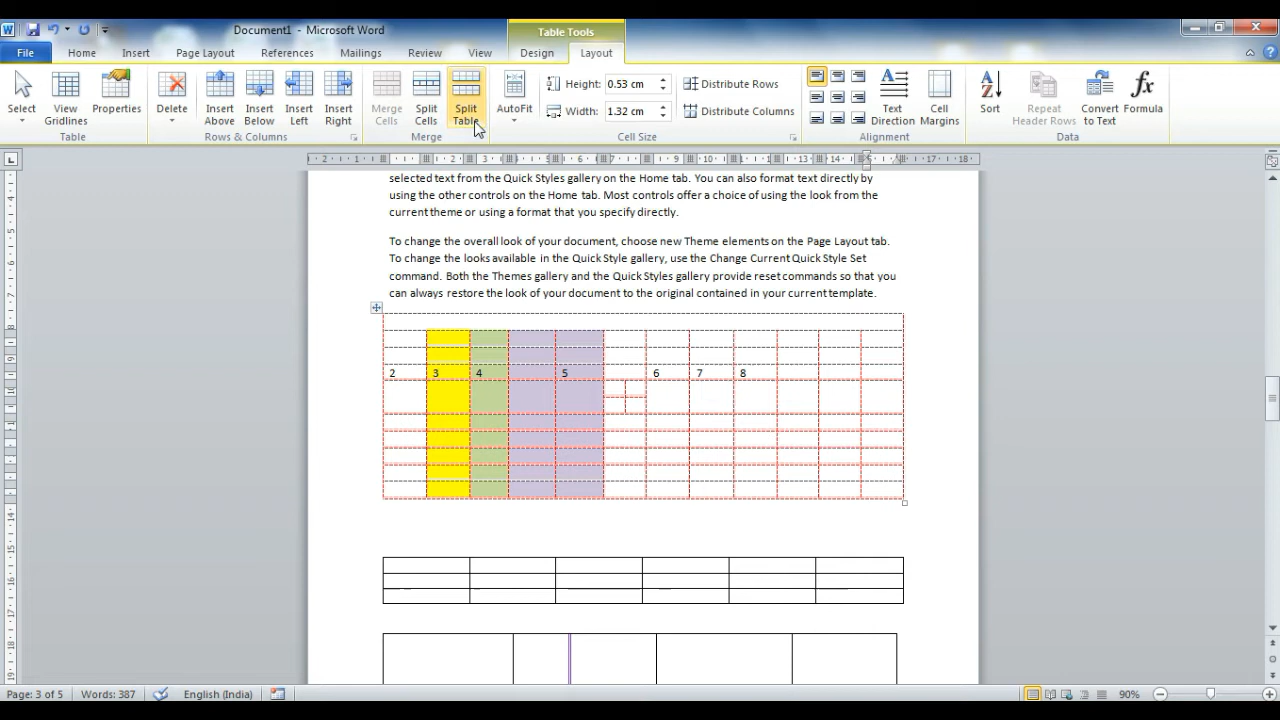 Document1 - Microsoft Word
Table Tools
File Home Insert Page Layout References Mailings Review View Design Layout
Select
View Gridlines
Properties
Table
Delete
Insert Above
Insert Below
Insert Left
Insert Right
Rows & Columns
Merge Cells
Split Cells
Split Table
Merge
AutoFit
Height: 0.53 cm
Width: 1.32 cm
Distribute Rows
Distribute Columns
Cell Size
Text Direction
Cell Margins
Alignment
Sort
Repeat Header Rows
Convert to Text
Formula
Data
selected text from the Quick Styles gallery on the Home tab. You can also format text directly by
using the other controls on the Home tab. Most controls offer a choice of using the look from the
current theme or using a format that you specify directly.
To change the overall look of your document, choose new Theme elements on the Page Layout tab.
To change the looks available in the Quick Style gallery, use the Change Current Quick Style Set
command. Both the Themes gallery and the Quick Styles gallery provide reset commands so that you
can always restore the look of your document to the original contained in your current template.
2 3 4 5 6 7 8
Page: 3 of 5 Words: 387 English (India) 90%